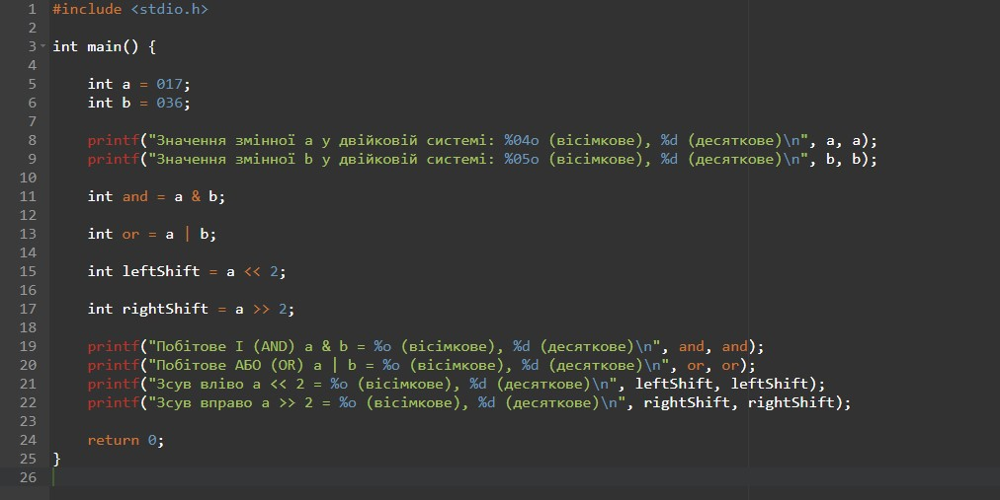 1 #include <stdio.h>
2
3 int main() {
4
5     int a = 017;
6     int b = 036;
7
8     printf("Значення змінної a у двійковій системі: %04o (вісімкове), %d (десяткове)\n", a, a);
9     printf("Значення змінної b у двійковій системі: %05o (вісімкове), %d (десяткове)\n", b, b);
10
11     int and = a & b;
12
13     int or = a | b;
14
15     int leftShift = a << 2;
16
17     int rightShift = a >> 2;
18
19     printf("Побітове І (AND) a & b = %o (вісімкове), %d (десяткове)\n", and, and);
20     printf("Побітове АБО (OR) a | b = %o (вісімкове), %d (десяткове)\n", or, or);
21     printf("Зсув вліво a << 2 = %o (вісімкове), %d (десяткове)\n", leftShift, leftShift);
22     printf("Зсув вправо a >> 2 = %o (вісімкове), %d (десяткове)\n", rightShift, rightShift);
23
24     return 0;
25 }
26